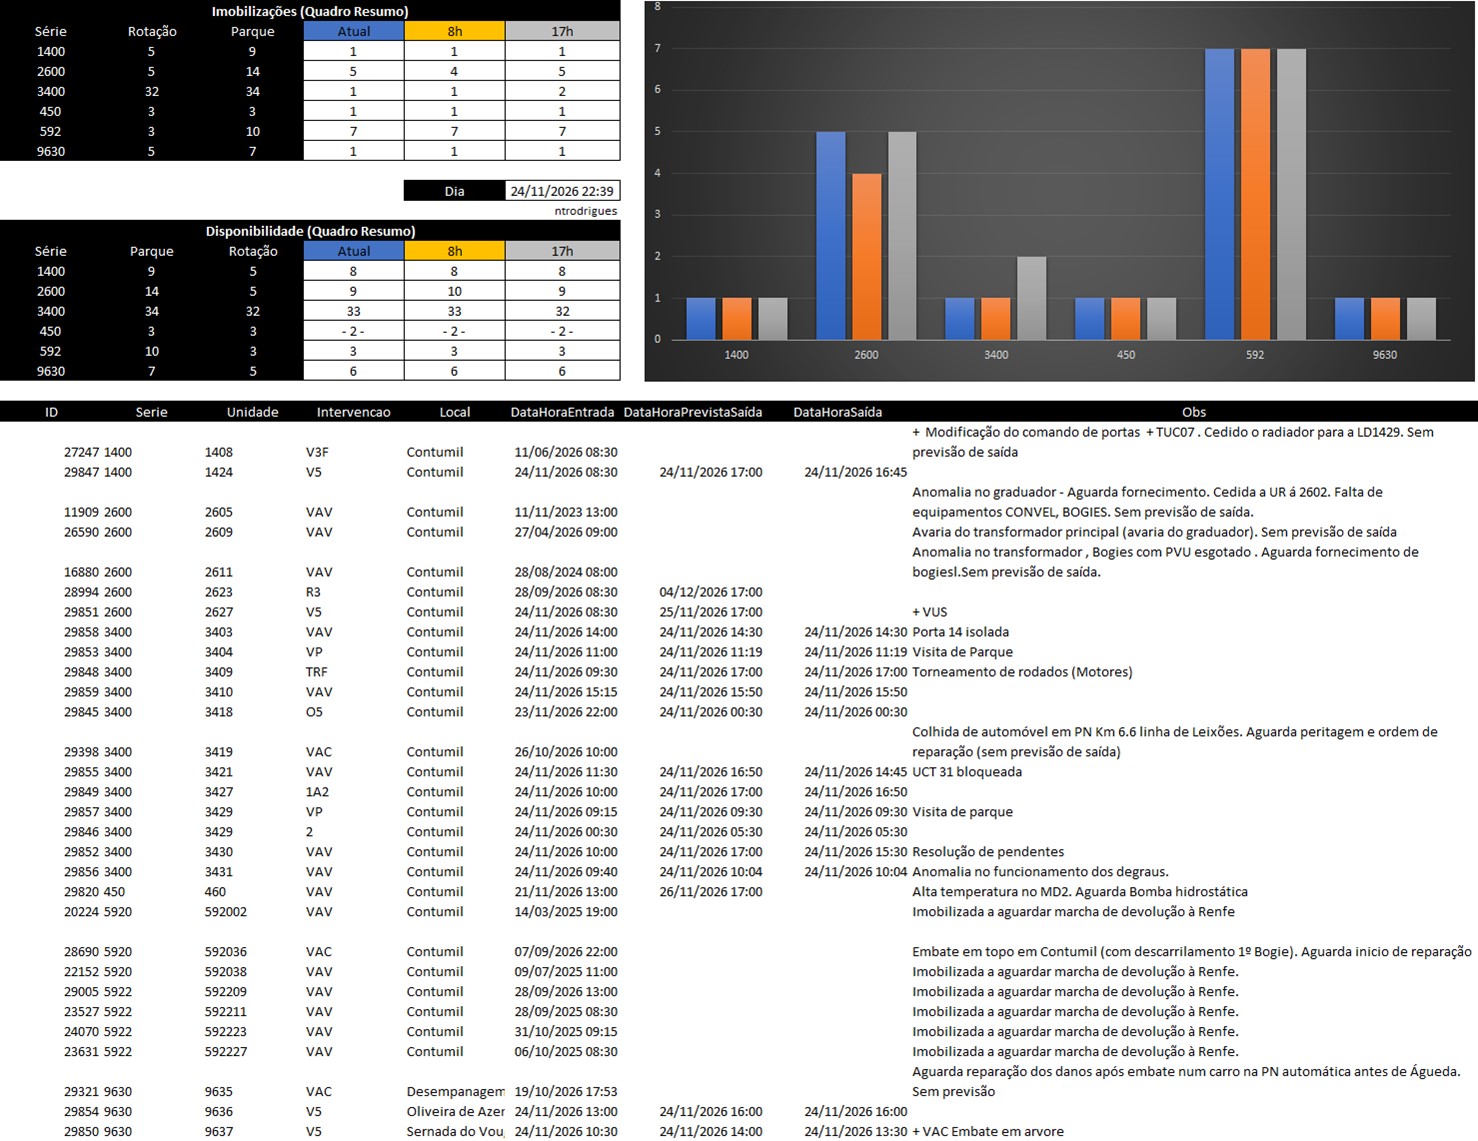 Imobilizações (Quadro Resumo)
Série Rotação Parque Atual 8h 17h
1400 5 9 1 1 1
2600 5 14 5 4 5
3400 32 34 1 1 2
450 3 3 1 1 1
592 3 10 7 7 7
9630 5 7 1 1 1
Dia 24/11/2026 22:39
ntrodrigues
Disponibilidade (Quadro Resumo)
Série Parque Rotação Atual 8h 17h
1400 9 5 8 8 8
2600 14 5 9 10 9
3400 34 32 33 33 32
450 3 3 - 2 - - 2 - - 2 -
592 10 3 3 3 3
9630 7 5 6 6 6
8
7
6
5
4
3
2
1
0
1400 2600 3400 450 592 9630
ID Serie Unidade Intervencao Local DataHoraEntrada DataHoraPrevistaSaída DataHoraSaída Obs
+ Modificação do comando de portas + TUC07 . Cedido o radiador para a LD1429. Sem
27247 1400 1408 V3F Contumil 11/06/2026 08:30 previsão de saída
29847 1400 1424 V5 Contumil 24/11/2026 08:30 24/11/2026 17:00 24/11/2026 16:45
Anomalia no graduador - Aguarda fornecimento. Cedida a UR á 2602. Falta de
11909 2600 2605 VAV Contumil 11/11/2023 13:00 equipamentos CONVEL, BOGIES. Sem previsão de saída.
26590 2600 2609 VAV Contumil 27/04/2026 09:00 Avaria do transformador principal (avaria do graduador). Sem previsão de saída
Anomalia no transformador , Bogies com PVU esgotado . Aguarda fornecimento de
16880 2600 2611 VAV Contumil 28/08/2024 08:00 bogiesl.Sem previsão de saída.
28994 2600 2623 R3 Contumil 28/09/2026 08:30 04/12/2026 17:00
29851 2600 2627 V5 Contumil 24/11/2026 08:30 25/11/2026 17:00 + VUS
29858 3400 3403 VAV Contumil 24/11/2026 14:00 24/11/2026 14:30 24/11/2026 14:30 Porta 14 isolada
29853 3400 3404 VP Contumil 24/11/2026 11:00 24/11/2026 11:19 24/11/2026 11:19 Visita de Parque
29848 3400 3409 TRF Contumil 24/11/2026 09:30 24/11/2026 17:00 24/11/2026 17:00 Torneamento de rodados (Motores)
29859 3400 3410 VAV Contumil 24/11/2026 15:15 24/11/2026 15:50 24/11/2026 15:50
29845 3400 3418 O5 Contumil 23/11/2026 22:00 24/11/2026 00:30 24/11/2026 00:30
Colhida de automóvel em PN Km 6.6 linha de Leixões. Aguarda peritagem e ordem de
29398 3400 3419 VAC Contumil 26/10/2026 10:00 reparação (sem previsão de saída)
29855 3400 3421 VAV Contumil 24/11/2026 11:30 24/11/2026 16:50 24/11/2026 14:45 UCT 31 bloqueada
29849 3400 3427 1A2 Contumil 24/11/2026 10:00 24/11/2026 17:00 24/11/2026 16:50
29857 3400 3429 VP Contumil 24/11/2026 09:15 24/11/2026 09:30 24/11/2026 09:30 Visita de parque
29846 3400 3429 2 Contumil 24/11/2026 00:30 24/11/2026 05:30 24/11/2026 05:30
29852 3400 3430 VAV Contumil 24/11/2026 10:00 24/11/2026 17:00 24/11/2026 15:30 Resolução de pendentes
29856 3400 3431 VAV Contumil 24/11/2026 09:40 24/11/2026 10:04 24/11/2026 10:04 Anomalia no funcionamento dos degraus.
29820 450 460 VAV Contumil 21/11/2026 13:00 26/11/2026 17:00 Alta temperatura no MD2. Aguarda Bomba hidrostática
20224 5920 592002 VAV Contumil 14/03/2025 19:00 Imobilizada a aguardar marcha de devolução à Renfe
28690 5920 592036 VAC Contumil 07/09/2026 22:00 Embate em topo em Contumil (com descarrilamento 1º Bogie). Aguarda inicio de reparação
22152 5920 592038 VAV Contumil 09/07/2025 11:00 Imobilizada a aguardar marcha de devolução à Renfe.
29005 5922 592209 VAV Contumil 28/09/2026 13:00 Imobilizada a aguardar marcha de devolução à Renfe.
23527 5922 592211 VAV Contumil 28/09/2025 08:30 Imobilizada a aguardar marcha de devolução à Renfe.
24070 5922 592223 VAV Contumil 31/10/2025 09:15 Imobilizada a aguardar marcha de devolução à Renfe.
23631 5922 592227 VAV Contumil 06/10/2025 08:30 Imobilizada a aguardar marcha de devolução à Renfe.
Aguarda reparação dos danos após embate num carro na PN automática antes de Águeda.
29321 9630 9635 VAC Desempanagem 19/10/2026 17:53 Sem previsão
29854 9630 9636 V5 Oliveira de Azer 24/11/2026 13:00 24/11/2026 16:00 24/11/2026 16:00
29850 9630 9637 V5 Sernada do Vou 24/11/2026 10:30 24/11/2026 14:00 24/11/2026 13:30 + VAC Embate em arvore